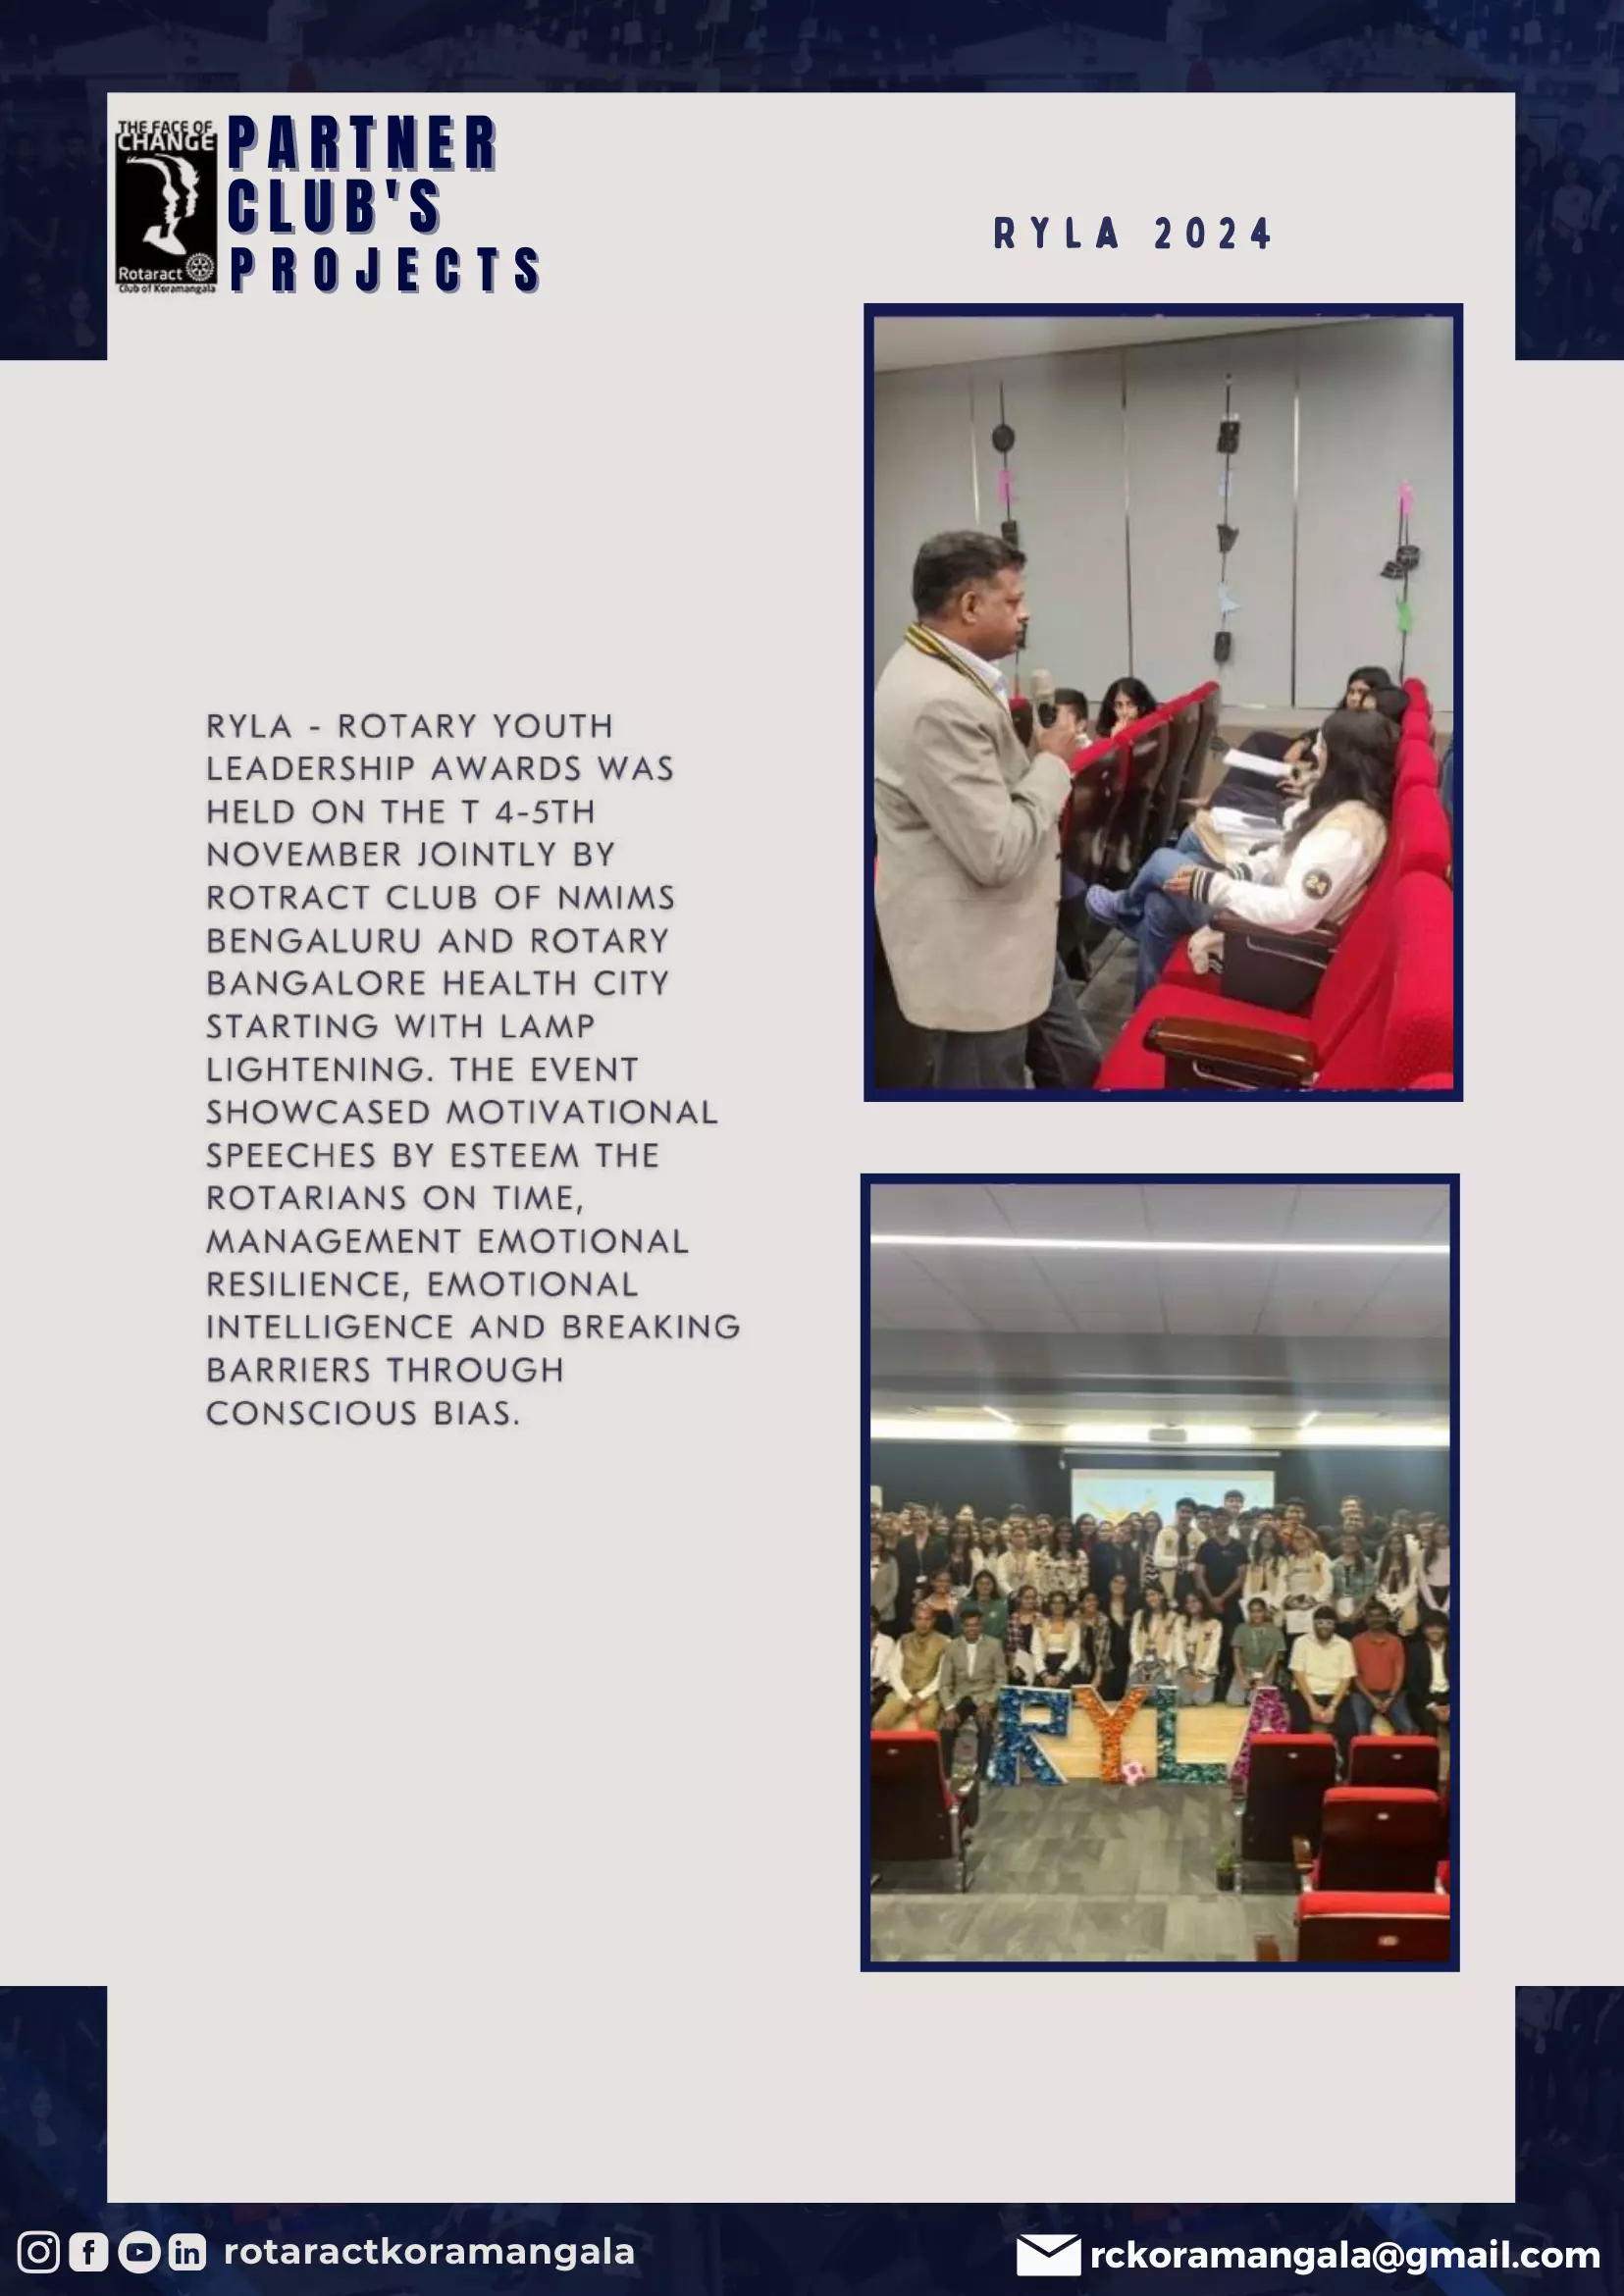 THE FACE OF
CHANGE
Rotaract
Club of Koramangala
PARTNER
CLUB'S
PROJECTS
RYLA 2024
RYLA - ROTARY YOUTH
LEADERSHIP AWARDS WAS
HELD ON THE T 4-5TH
NOVEMBER JOINTLY BY
ROTRACT CLUB OF NMIMS
BENGALURU AND ROTARY
BANGALORE HEALTH CITY
STARTING WITH LAMP
LIGHTENING. THE EVENT
SHOWCASED MOTIVATIONAL
SPEECHES BY ESTEEM THE
ROTARIANS ON TIME,
MANAGEMENT EMOTIONAL
RESILIENCE, EMOTIONAL
INTELLIGENCE AND BREAKING
BARRIERS THROUGH
CONSCIOUS BIAS.
24
RYLA
rotaractkoramangala
rckoramangala@gmail.com